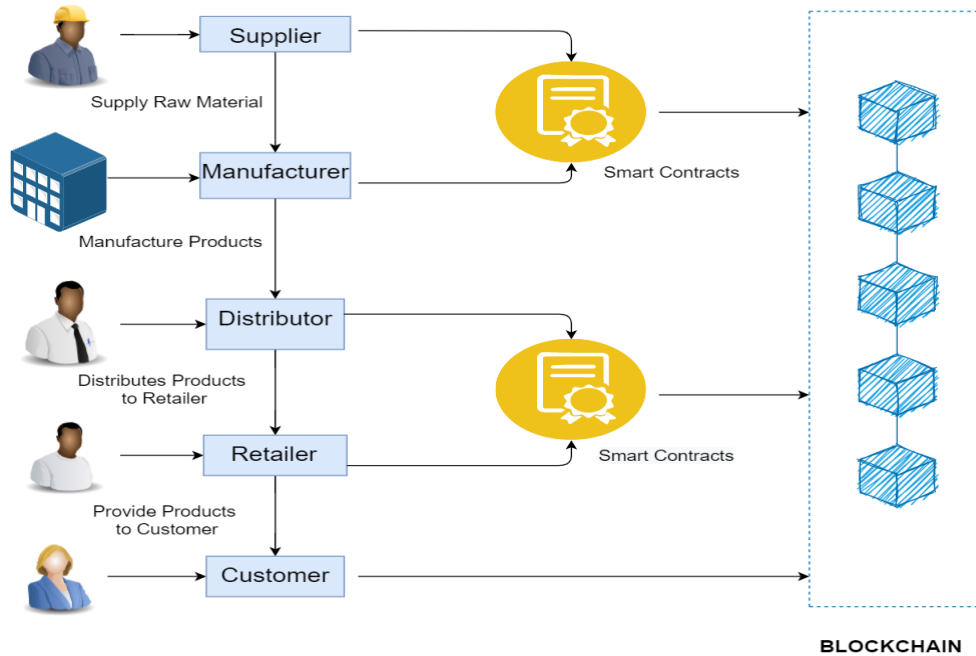 Supplier
Supply Raw Material
Manufacturer
Smart Contracts
Manufacture Products
Distributor
Distributes Products
to Retailer
Retailer
Smart Contracts
Provide Products
to Customer
Customer
BLOCKCHAIN